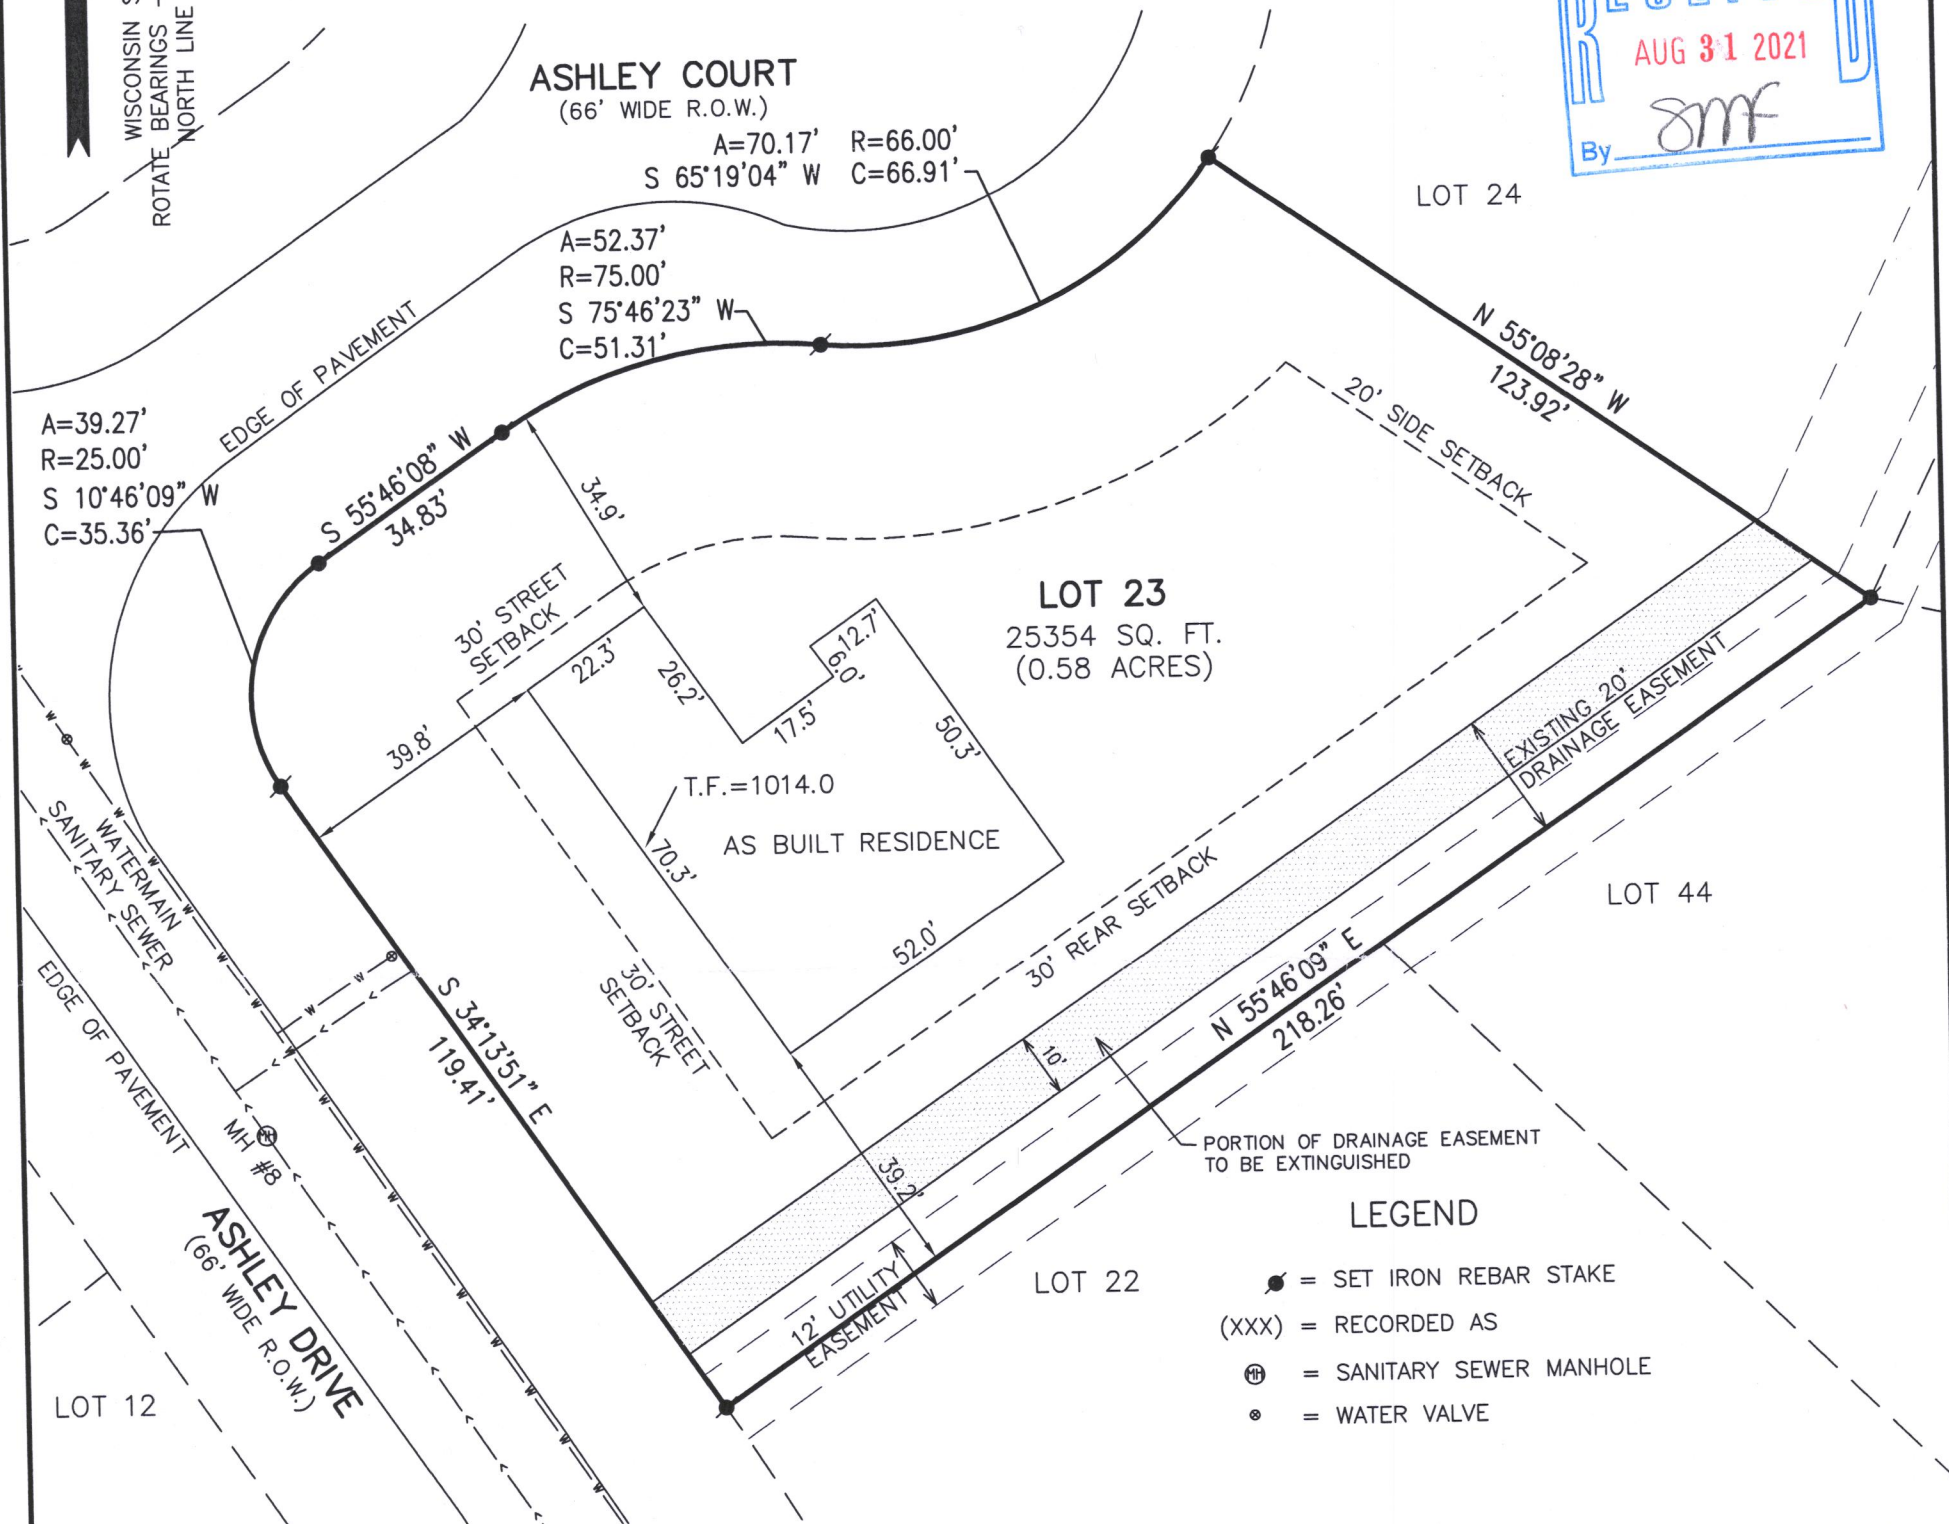 WISCONSIN
ROTATE BEARINGS -
NORTH LINE
ASHLEY COURT
(66' WIDE R.O.W.)
A=70.17' R=66.00'
S 65°19'04" W C=66.91'
AUG 31 2021
SMF
By
LOT 24
A=52.37'
R=75.00'
S 75°46'23" W
C=51.31'
EDGE OF PAVEMENT
A=39.27'
R=25.00'
S 10°46'09" W
C=35.36'
S 55°46'08" W
34.83'
N 55°08'28" W
123.92'
20' SIDE SETBACK
34.9'
30' STREET
SETBACK
LOT 23
25354 SQ. FT.
(0.58 ACRES)
22.3'
26.2'
12.7'
6.0'
17.5'
50.3'
39.8'
T.F.=1014.0
AS BUILT RESIDENCE
70.3'
52.0'
EXISTING 20'
DRAINAGE EASEMENT
30' REAR SETBACK
LOT 44
WATERMAIN
SANITARY SEWER
EDGE OF PAVEMENT
30' STREET
SETBACK
S 34°13'51" E
119.41'
N 55°46'09" E
218.26'
10'
MH
MH #8
PORTION OF DRAINAGE EASEMENT
TO BE EXTINGUISHED
39.2'
ASHLEY DRIVE
(66' WIDE R.O.W.)
12' UTILITY
EASEMENT
LOT 22
LOT 12
LEGEND
= SET IRON REBAR STAKE
(XXX) = RECORDED AS
MH = SANITARY SEWER MANHOLE
= WATER VALVE